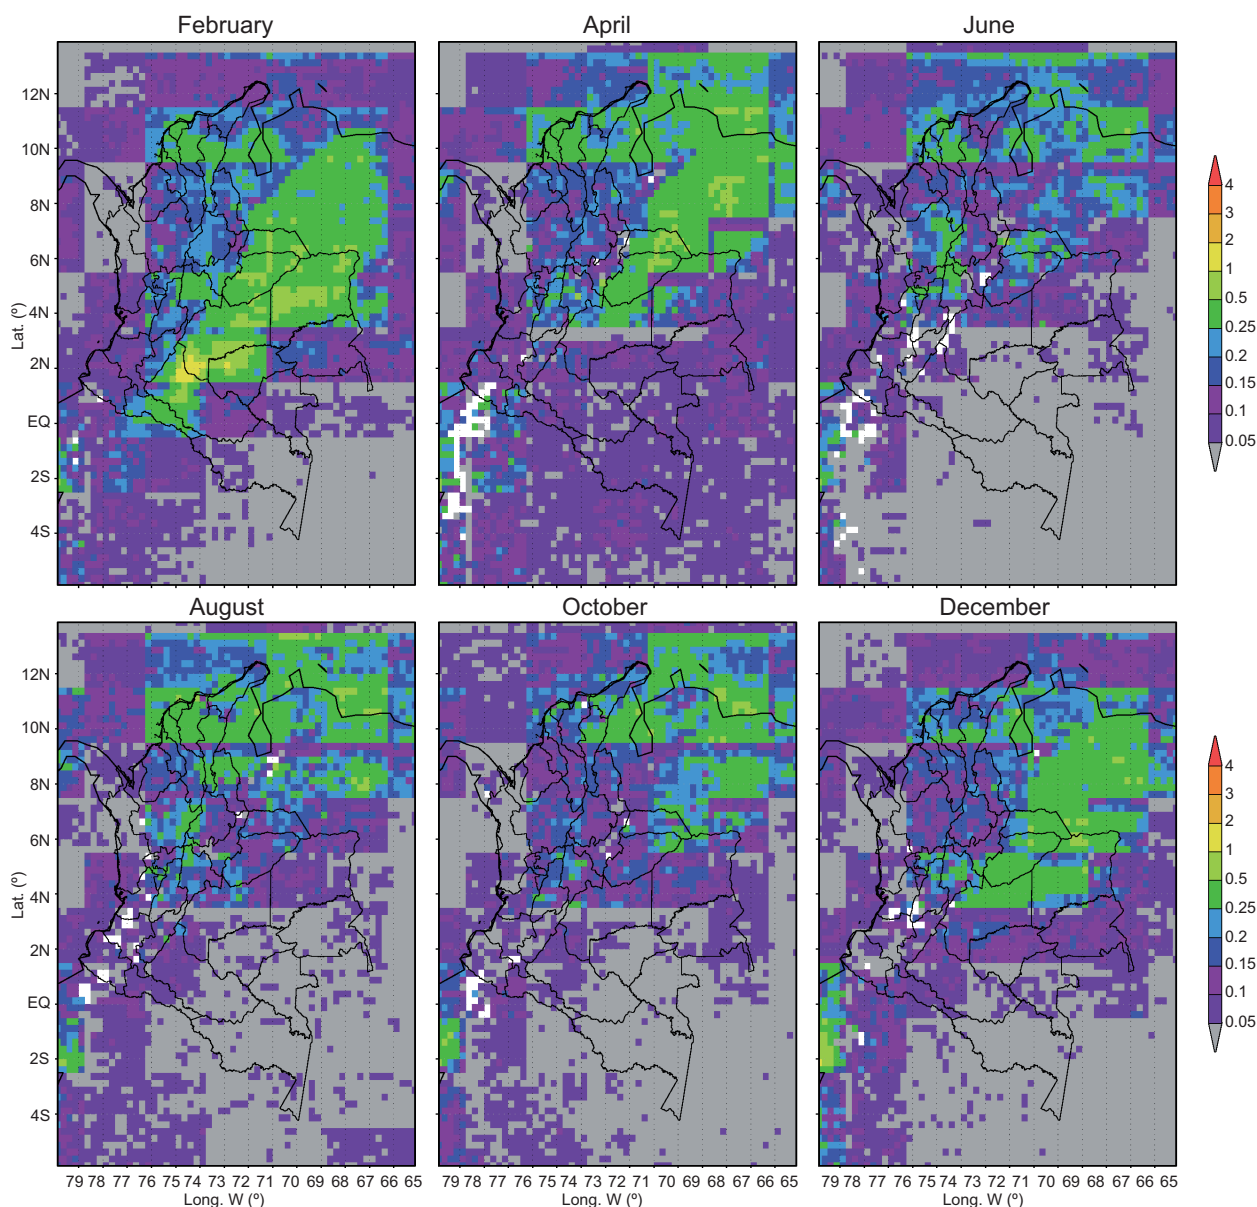 February
April
June
12N
10N
8N
6N
4N
2N
EQ
2S
4S
Lat. (º)
4
3
2
1
0.5
0.25
0.2
0.15
0.1
0.05
August
October
December
12N
10N
8N
6N
4N
2N
EQ
2S
4S
Lat. (º)
4
3
2
1
0.5
0.25
0.2
0.15
0.1
0.05
79 78 77 76 75 74 73 72 71 70 69 68 67 66 65
79 78 77 76 75 74 73 72 71 70 69 68 67 66 65
79 78 77 76 75 74 73 72 71 70 69 68 67 66 65
Long. W (º)
Long. W (º)
Long. W (º)